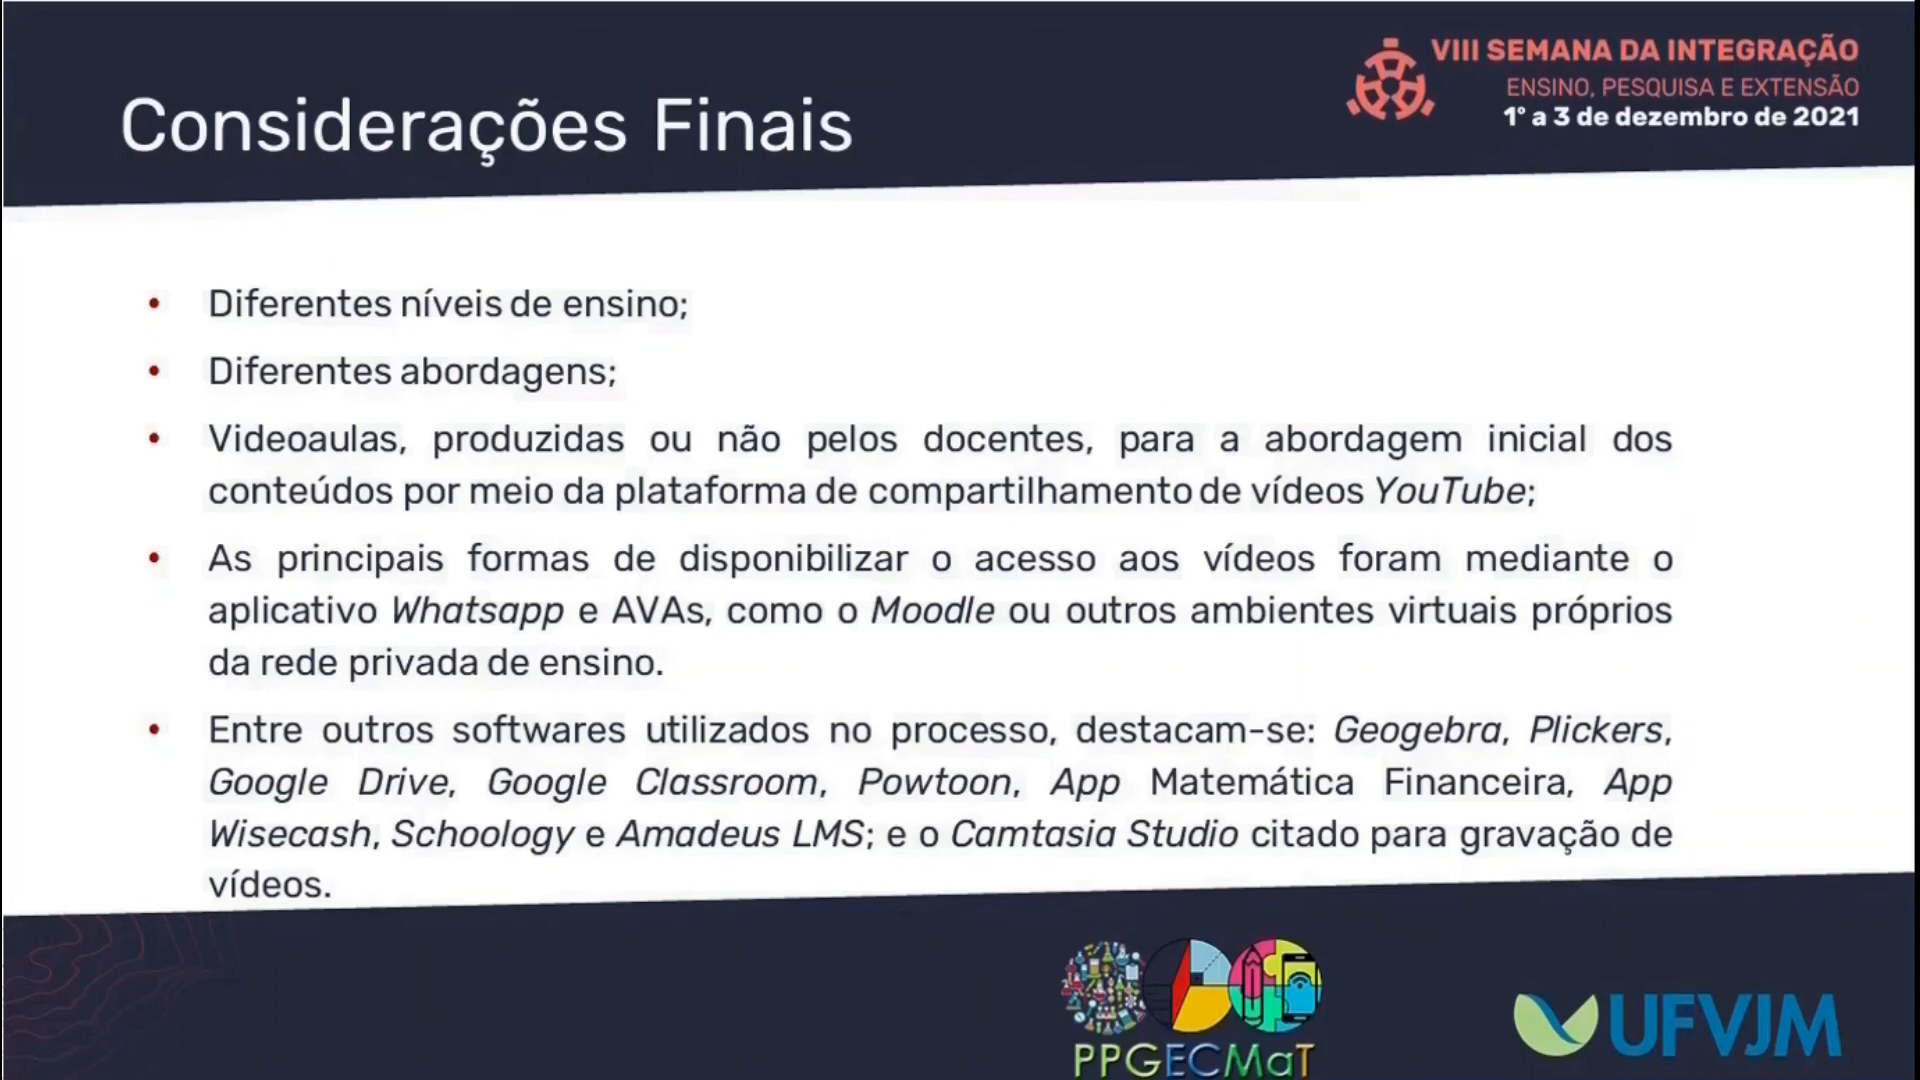 VIII SEMANA DA INTEGRAÇÃO
ENSINO, PESQUISA E EXTENSÃO
1º a 3 de dezembro de 2021
Considerações Finais
• Diferentes níveis de ensino;
• Diferentes abordagens;
• Videoaulas, produzidas ou não pelos docentes, para a abordagem inicial dos
conteúdos por meio da plataforma de compartilhamento de vídeos YouTube;
• As principais formas de disponibilizar o acesso aos vídeos foram mediante o
aplicativo Whatsapp e AVAs, como o Moodle ou outros ambientes virtuais próprios
da rede privada de ensino.
• Entre outros softwares utilizados no processo, destacam-se: Geogebra, Plickers,
Google Drive, Google Classroom, Powtoon, App Matemática Financeira, App
Wisecash, Schoology e Amadeus LMS; e o Camtasia Studio citado para gravação de
vídeos.
PPGECMaT
UFVJM